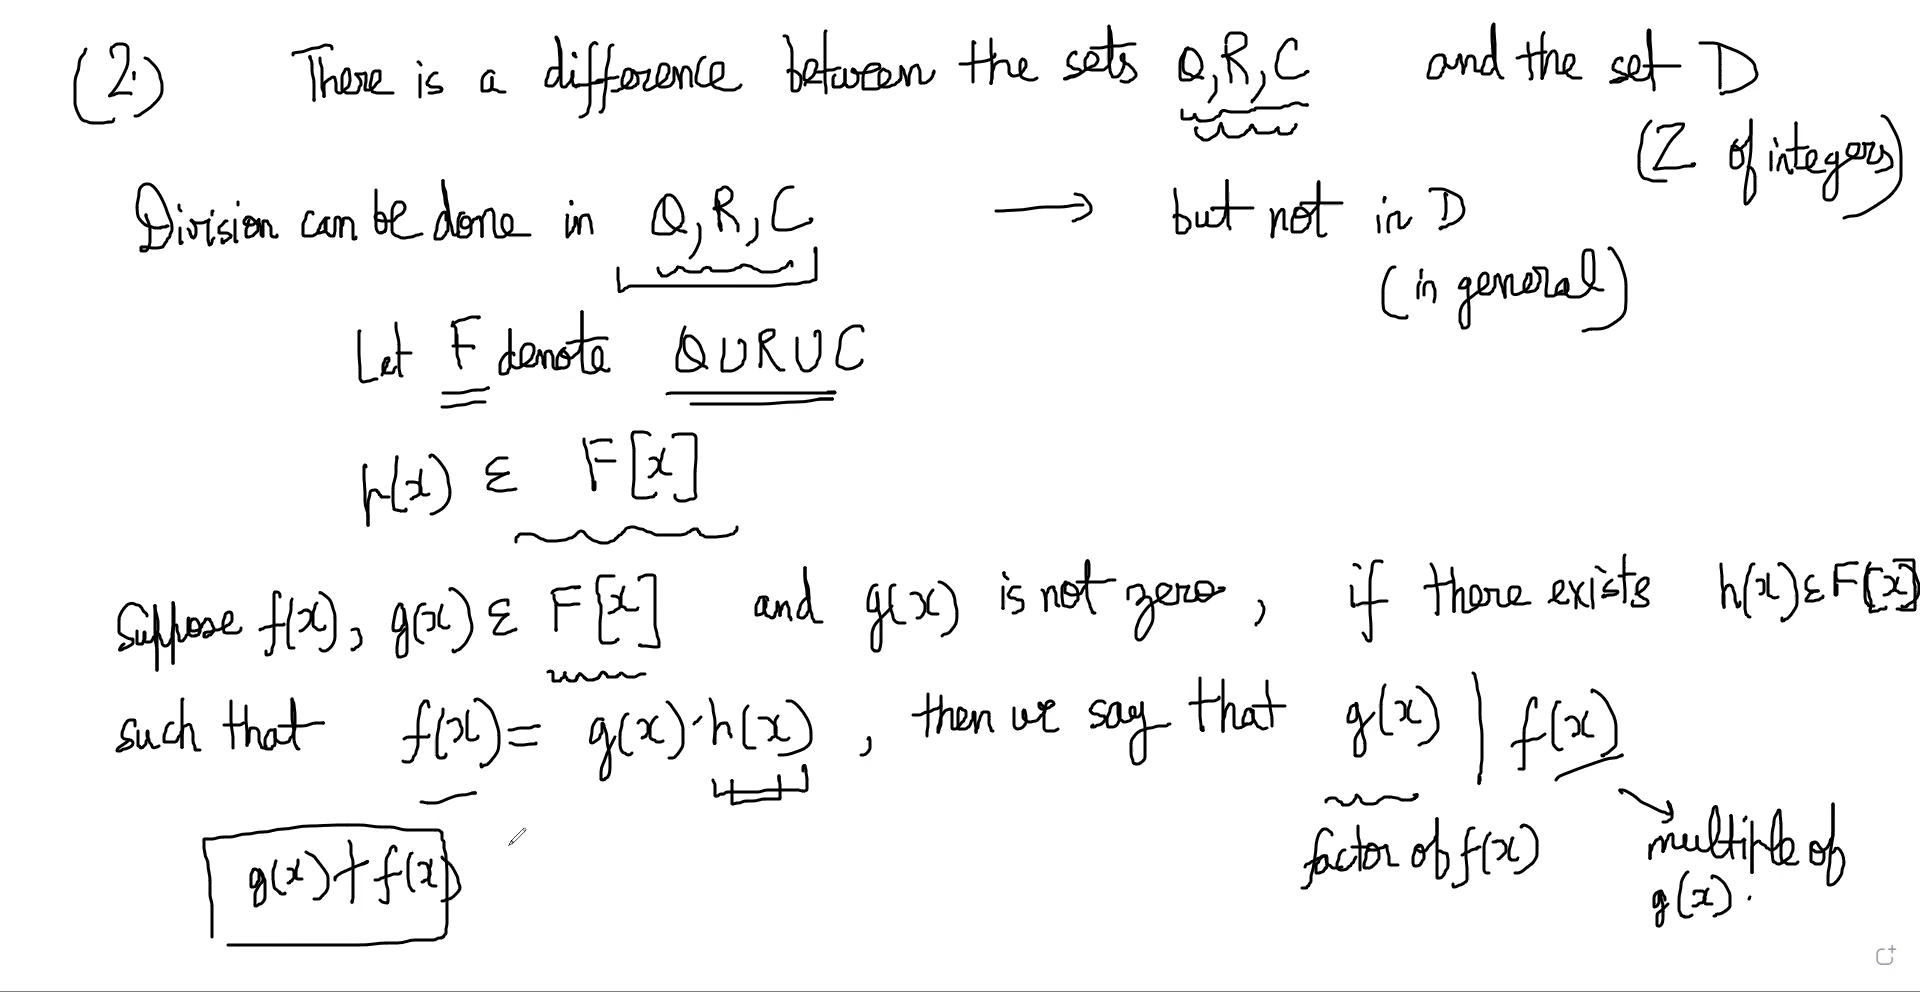 (2.) There is a difference between the sets Q, R, C and the set D
(Z of integers)
Division can be done in Q, R, C → but not in D
(in general)
Let F denote Q U R U C
h(x) ε F[x]
Suppose f(x), g(x) ε F[x] and g(x) is not zero, if there exists h(x) ε F[x]
such that f(x) = g(x)·h(x), then we say that g(x) | f(x)
factor of f(x) multiple of
g(x).
g(x) ∤ f(x)